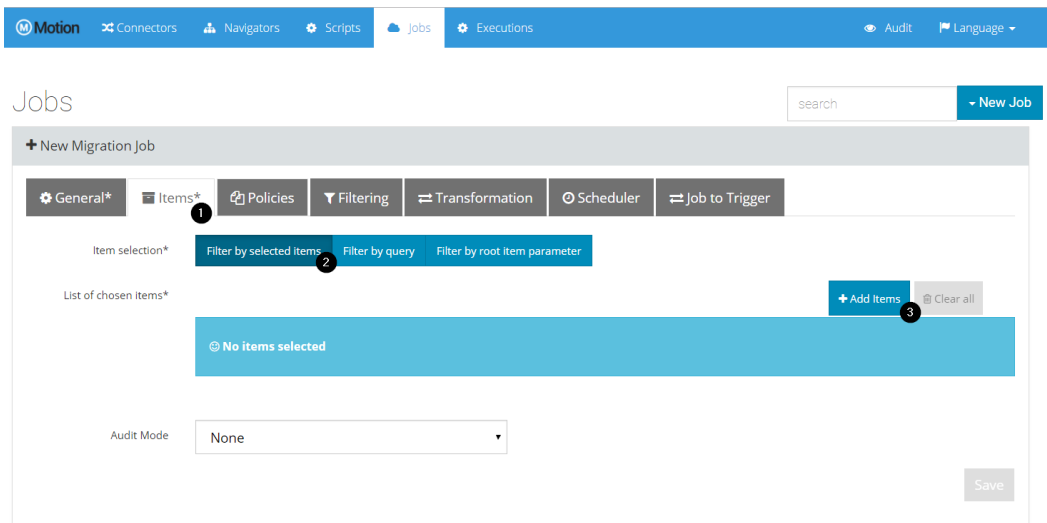 M Motion Connectors Navigators Scripts Jobs Executions Audit Language
Jobs search New Job
New Migration Job
General* Items* Policies Filtering Transformation Scheduler Job to Trigger
1
Item selection* Filter by selected items Filter by query Filter by root item parameter
2
List of chosen items* Add Items Clear all
3
No items selected
Audit Mode None
Save